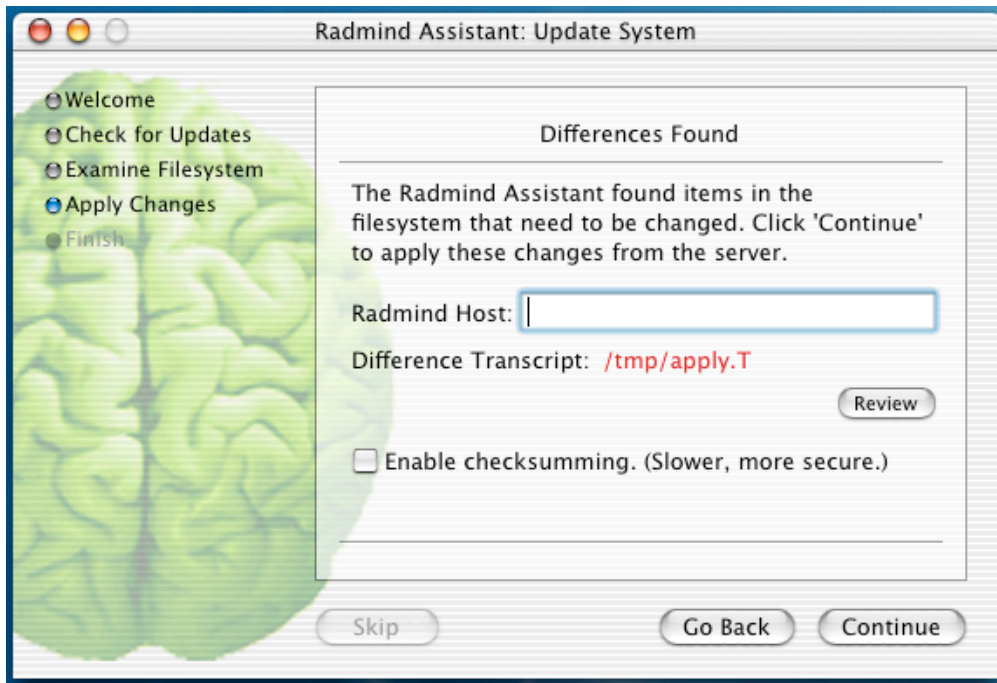 Radmind Assistant: Update System
Welcome
Check for Updates
Examine Filesystem
Apply Changes
Finish
Differences Found
The Radmind Assistant found items in the
filesystem that need to be changed. Click 'Continue'
to apply these changes from the server.
Radmind Host:
Difference Transcript: /tmp/apply.T
Review
Enable checksumming. (Slower, more secure.)
Skip
Go Back
Continue